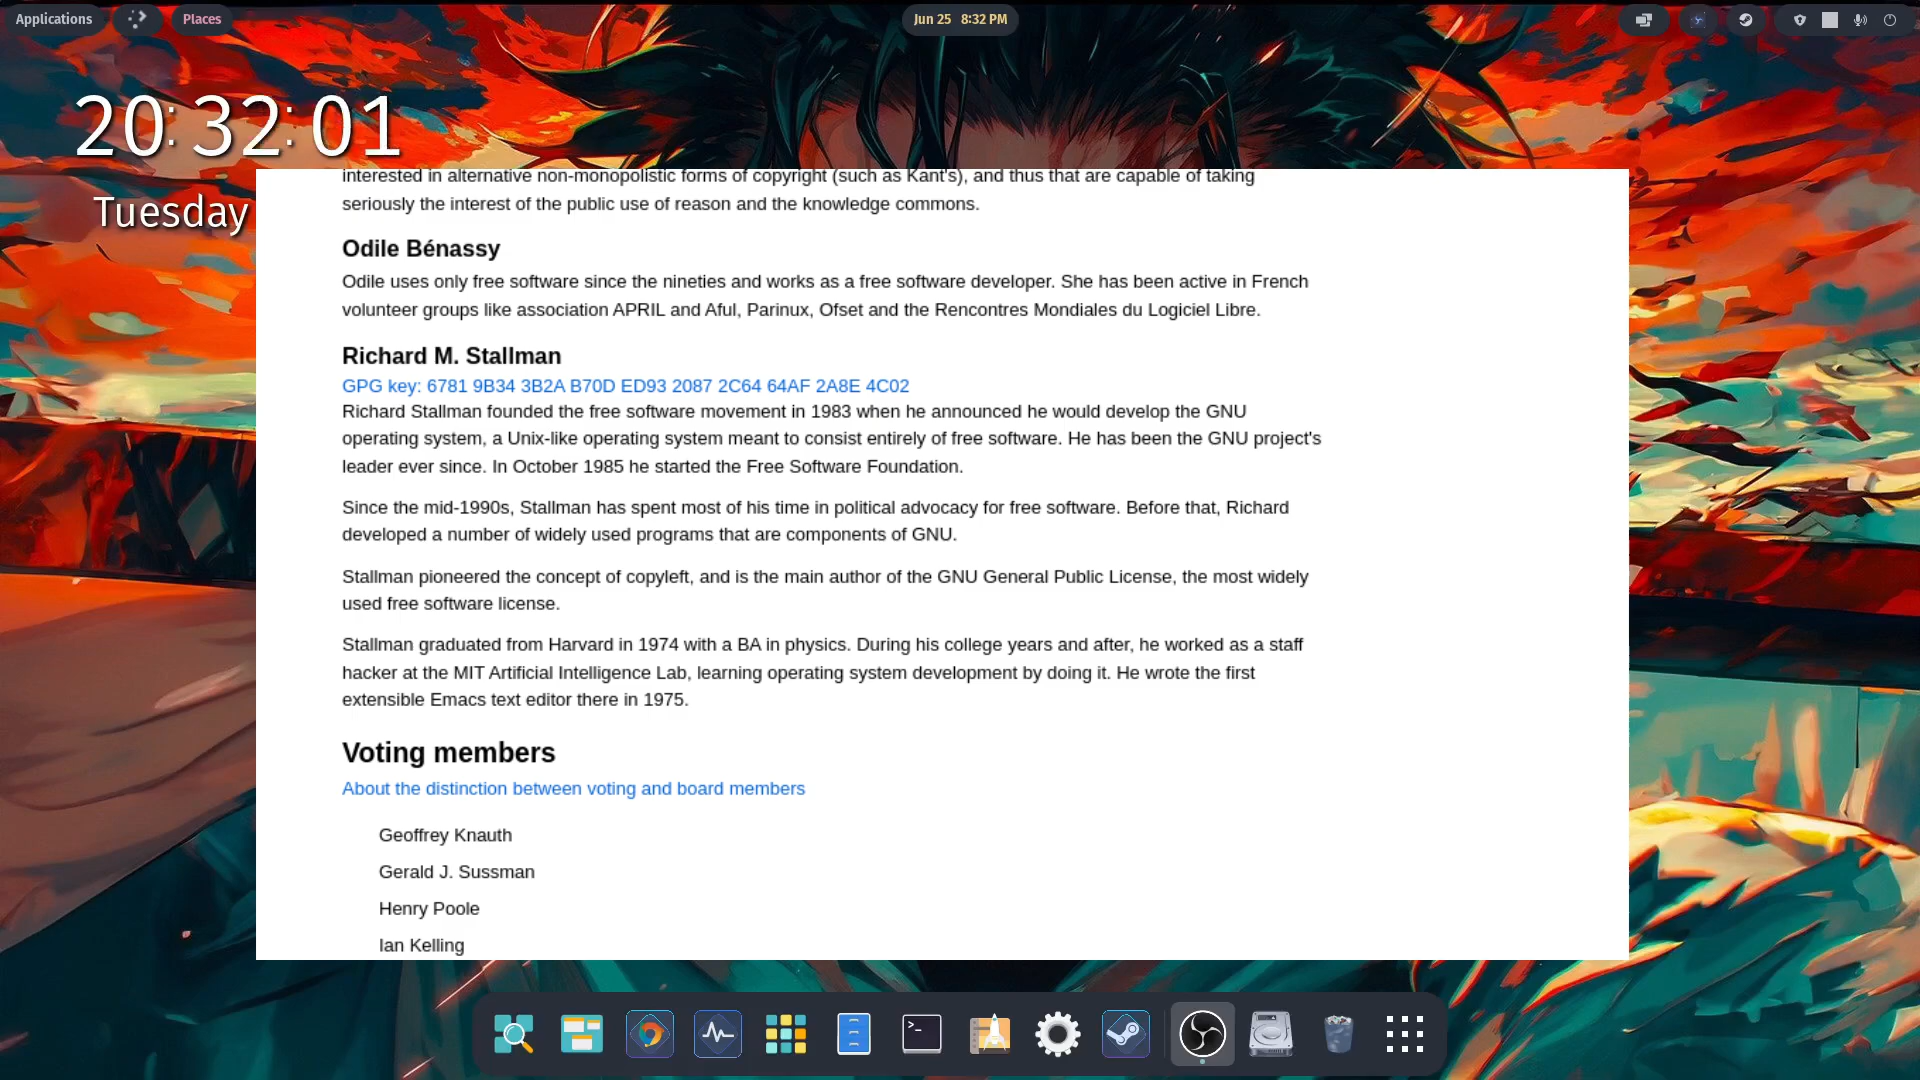 Applications
Places
Jun 25 8:32 PM
20:32:01
Tuesday
interested in alternative non-monopolistic forms of copyright (such as Kant's), and thus that are capable of taking
seriously the interest of the public use of reason and the knowledge commons.
Odile Bénassy
Odile uses only free software since the nineties and works as a free software developer. She has been active in French
volunteer groups like association APRIL and Aful, Parinux, Ofset and the Rencontres Mondiales du Logiciel Libre.
Richard M. Stallman
GPG key: 6781 9B34 3B2A B70D ED93 2087 2C64 64AF 2A8E 4C02
Richard Stallman founded the free software movement in 1983 when he announced he would develop the GNU
operating system, a Unix-like operating system meant to consist entirely of free software. He has been the GNU project's
leader ever since. In October 1985 he started the Free Software Foundation.
Since the mid-1990s, Stallman has spent most of his time in political advocacy for free software. Before that, Richard
developed a number of widely used programs that are components of GNU.
Stallman pioneered the concept of copyleft, and is the main author of the GNU General Public License, the most widely
used free software license.
Stallman graduated from Harvard in 1974 with a BA in physics. During his college years and after, he worked as a staff
hacker at the MIT Artificial Intelligence Lab, learning operating system development by doing it. He wrote the first
extensible Emacs text editor there in 1975.
Voting members
About the distinction between voting and board members
Geoffrey Knauth
Gerald J. Sussman
Henry Poole
Ian Kelling
>_